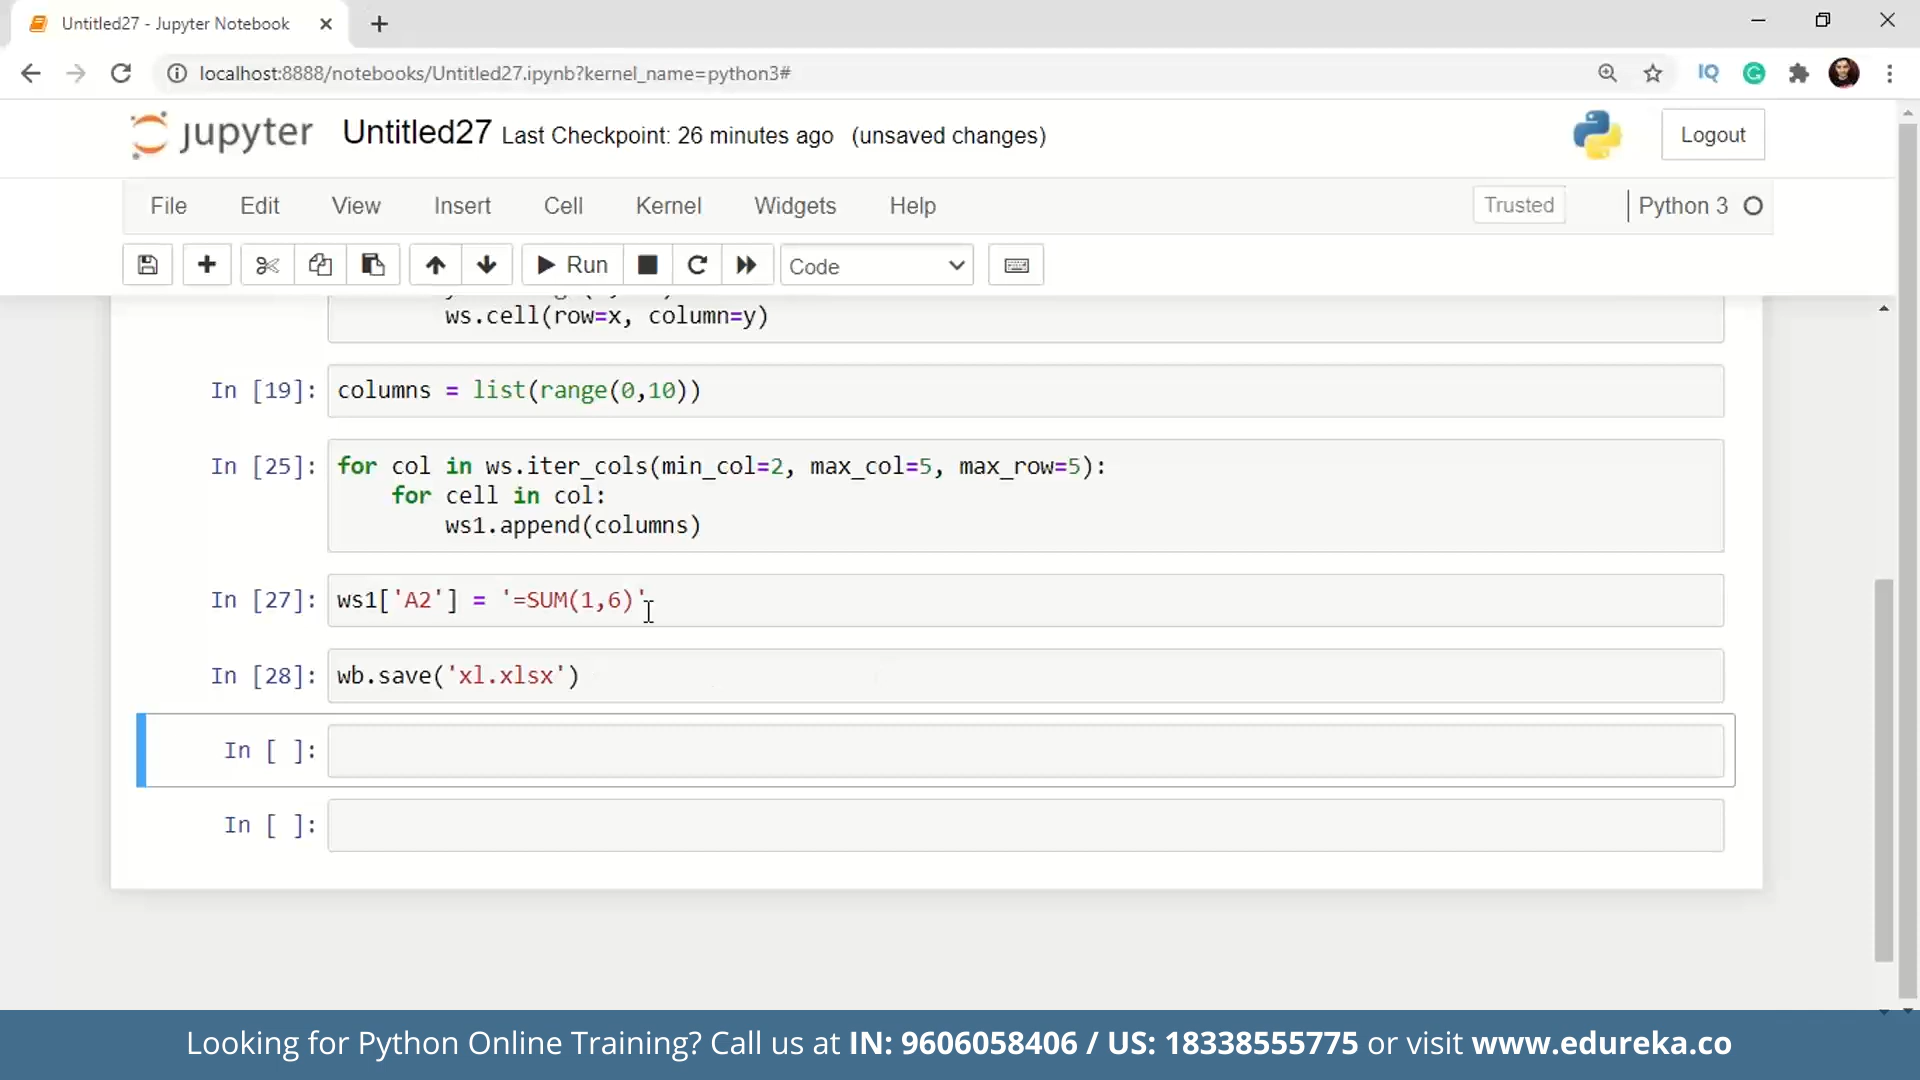 Untitled27 - Jupyter Notebook
localhost:8888/notebooks/Untitled27.ipynb?kernel_name=python3#
IQ
jupyter Untitled27 Last Checkpoint: 26 minutes ago (unsaved changes)
Logout
File Edit View Insert Cell Kernel Widgets Help
Trusted
Python 3
Run
Code
ws.cell(row=x, column=y)
In [19]: columns = list(range(0,10))
In [25]: for col in ws.iter_cols(min_col=2, max_col=5, max_row=5):
for cell in col:
ws1.append(columns)
In [27]: ws1['A2'] = '=SUM(1,6)'
In [28]: wb.save('xl.xlsx')
In [ ]:
In [ ]:
Looking for Python Online Training? Call us at IN: 9606058406 / US: 18338555775 or visit www.edureka.co